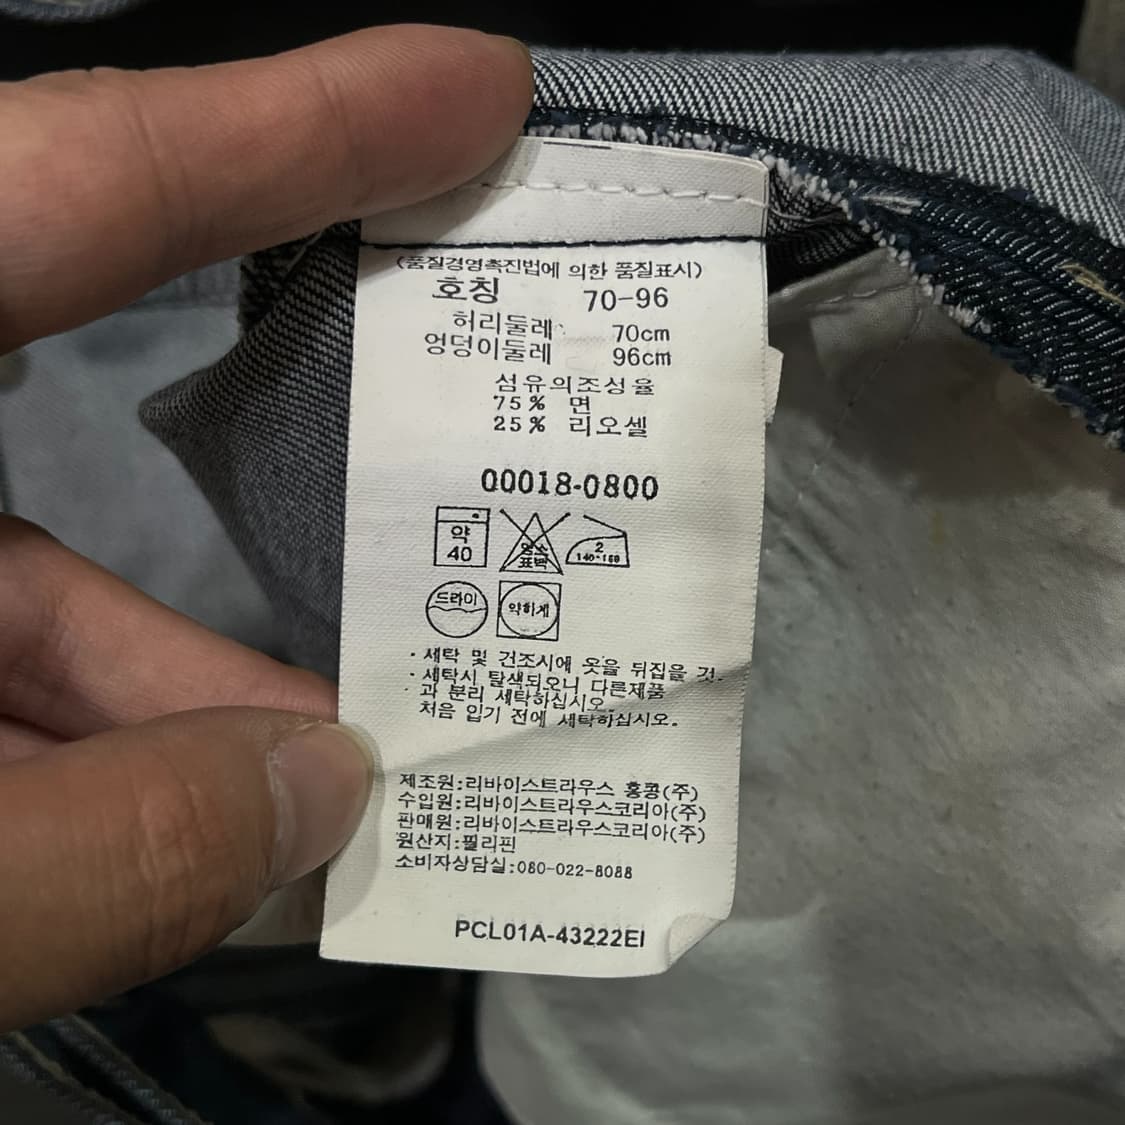 (품질경영촉진법에 의한 품질표시)
호칭 70-96
허리둘레 70cm
엉덩이둘레 96cm
섬유의조성율
75% 면
25% 리오셀
00018-0800
약 40
염소 표백
2 140-160
드라이
약하게
·세탁 및 건조시에 옷을 뒤집을 것.
·세탁시 탈색되오니 다른제품
·과 분리 세탁하십시오.
처음 입기 전에 세탁하십시오.
제조원:리바이스트라우스 홍콩(주)
수입원:리바이스트라우스코리아(주)
판매원:리바이스트라우스코리아(주)
원산지:필리핀
소비자상담실:080-022-8088
PCL01A-43222EI